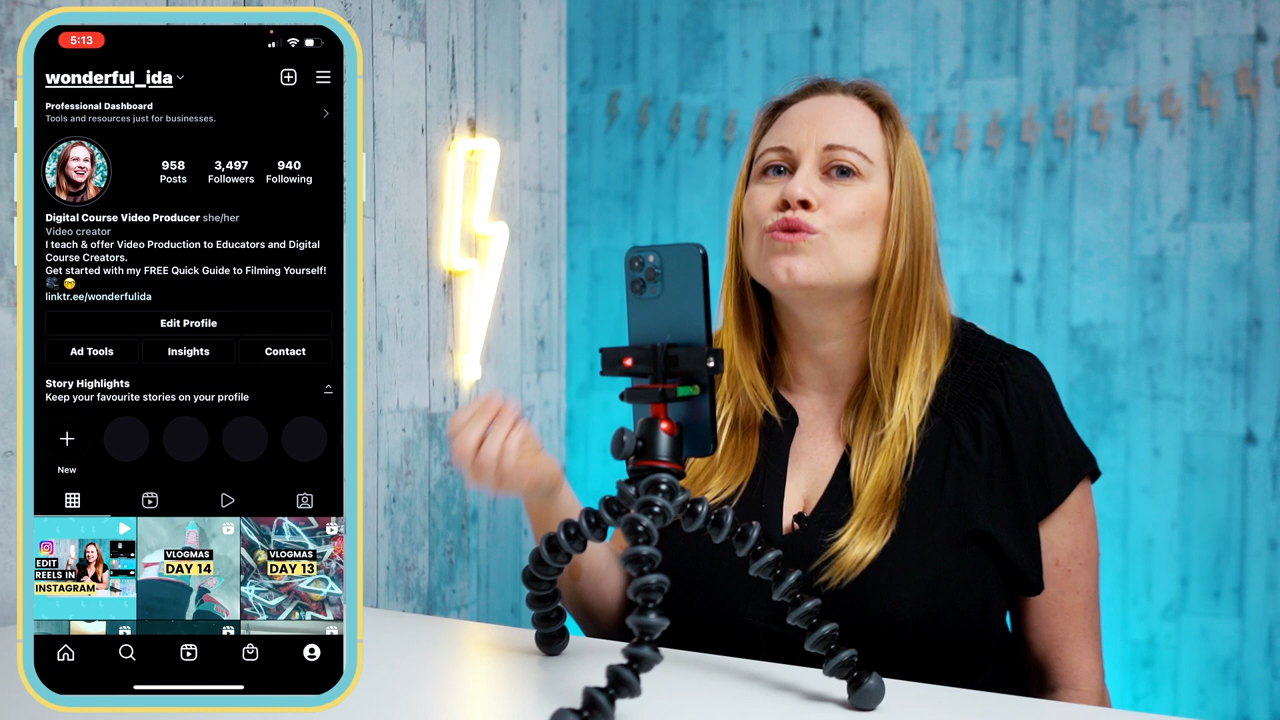 5:13
wonderful_ida
Professional Dashboard
Tools and resources just for businesses.
958 3,497 940
Posts Followers Following
Digital Course Video Producer she/her
Video creator
I teach & offer Video Production to Educators and Digital
Course Creators.
Get started with my FREE Quick Guide to Filming Yourself!
linktr.ee/wonderfulida
Edit Profile
Ad Tools Insights Contact
Story Highlights
Keep your favourite stories on your profile
New
EDIT
REELS IN
INSTAGRAM
VLOGMAS
DAY 14
VLOGMAS
DAY 13